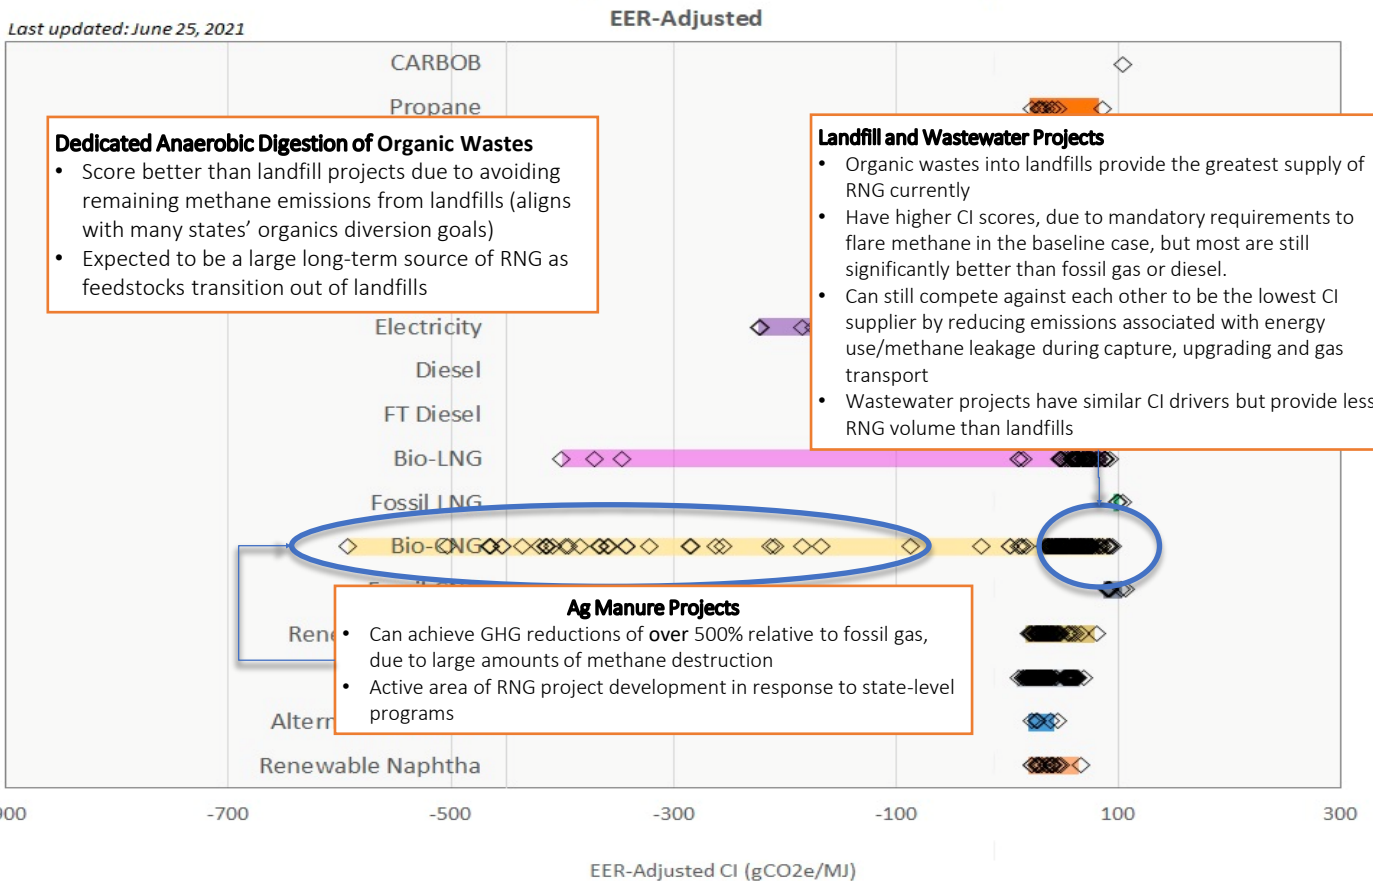 EER-Adjusted
Last updated: June 25, 2021
CARBOB
Propane
Dedicated Anaerobic Digestion of Organic Wastes
• Score better than landfill projects due to avoiding
remaining methane emissions from landfills (aligns
with many states’ organics diversion goals)
• Expected to be a large long-term source of RNG as
feedstocks transition out of landfills
Landfill and Wastewater Projects
• Organic wastes into landfills provide the greatest supply of
RNG currently
• Have higher CI scores, due to mandatory requirements to
flare methane in the baseline case, but most are still
significantly better than fossil gas or diesel.
• Can still compete against each other to be the lowest CI
supplier by reducing emissions associated with energy
use/methane leakage during capture, upgrading and gas
transport
• Wastewater projects have similar CI drivers but provide less
RNG volume than landfills
Electricity
Diesel
FT Diesel
Bio-LNG
Fossil LNG
Bio-CNG
Ag Manure Projects
• Can achieve GHG reductions of over 500% relative to fossil gas,
due to large amounts of methane destruction
• Active area of RNG project development in response to state-level
programs
Rene
Altern
Renewable Naphtha
-700
-500
-300
-100
100
300
EER-Adjusted CI (gCO2e/MJ)